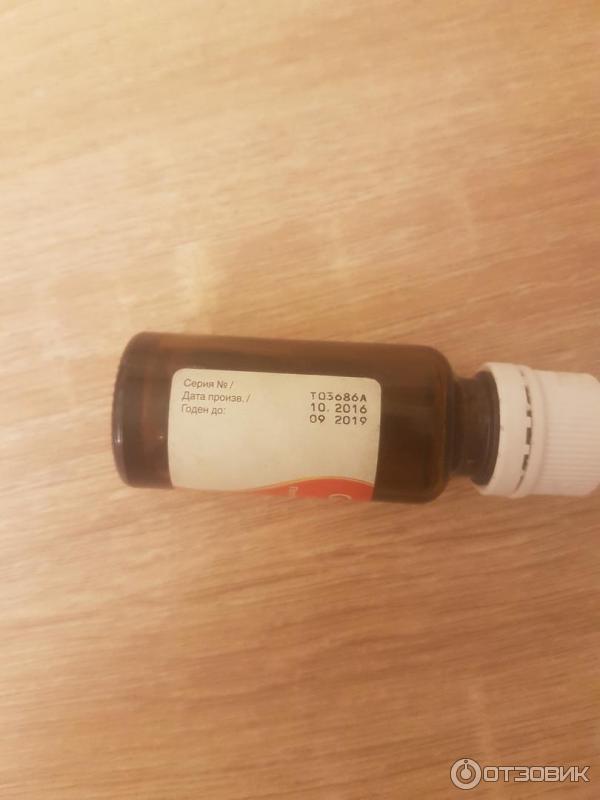 Серия № / T03686A
Дата произв. / 10. 2016
Годен до: 09 2019
ОТЗОВИК